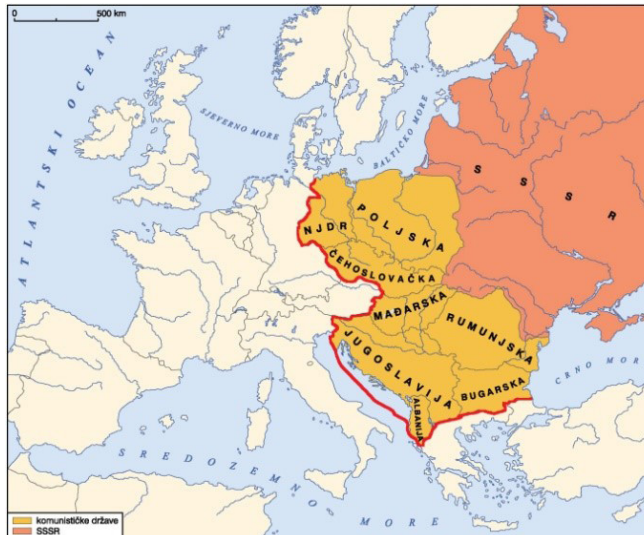 0 500 km
ATLANTSKI OCEAN
SJEVERNO MORE
BALTIČKO MORE
S S S R
POLJSKA
NJDR
ČEHOSLOVAČKA
MAĐARSKA
RUMUNJSKA
JUGOSLAVIJA
BUGARSKA
ALBANIJA
CRNO MORE
SREDOZEMNO
MORE
komunističke države
SSSR